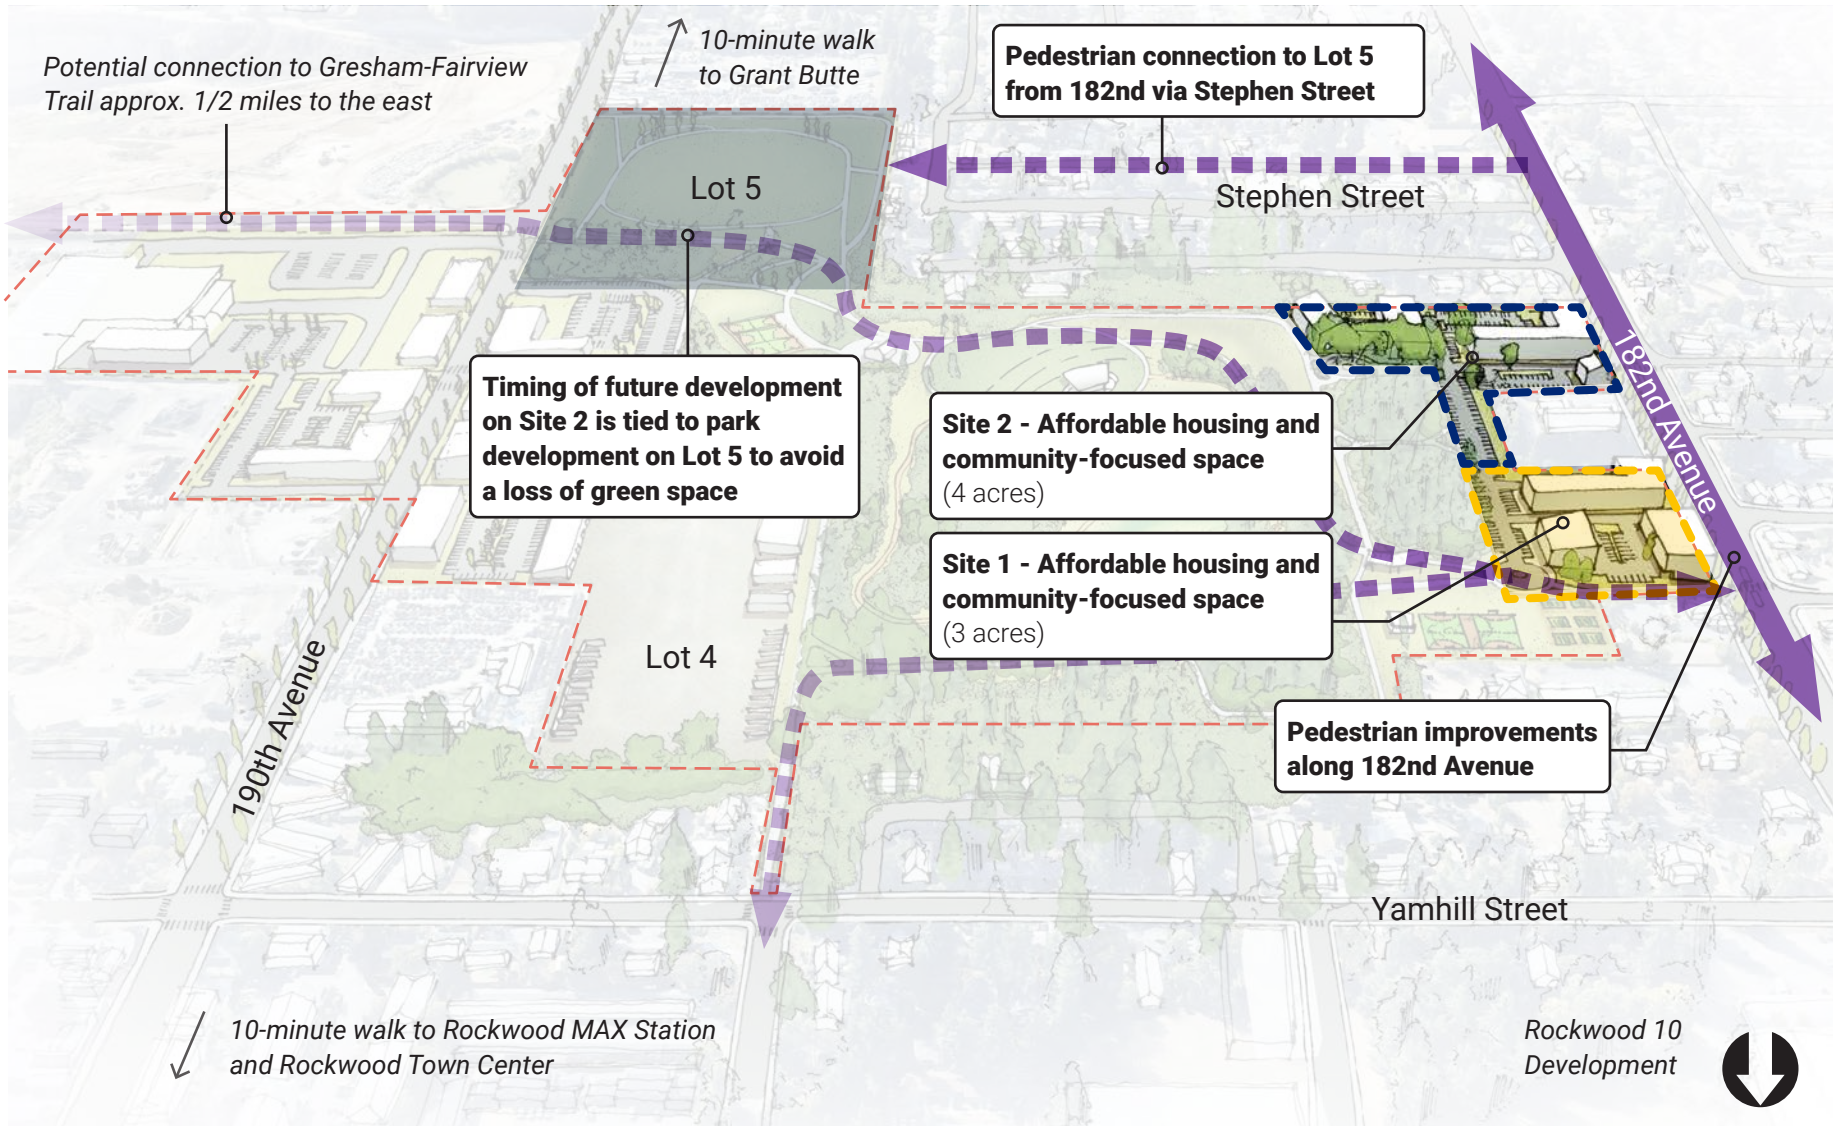 10-minute walk
to Grant Butte
Potential connection to Gresham-Fairview
Trail approx. 1/2 miles to the east
Pedestrian connection to Lot 5
from 182nd via Stephen Street
Lot 5
Stephen Street
182nd Avenue
Timing of future development
on Site 2 is tied to park
development on Lot 5 to avoid
a loss of green space
Site 2 - Affordable housing and
community-focused space
(4 acres)
Site 1 - Affordable housing and
community-focused space
(3 acres)
Lot 4
190th Avenue
Pedestrian improvements
along 182nd Avenue
Yamhill Street
10-minute walk to Rockwood MAX Station
and Rockwood Town Center
Rockwood 10
Development